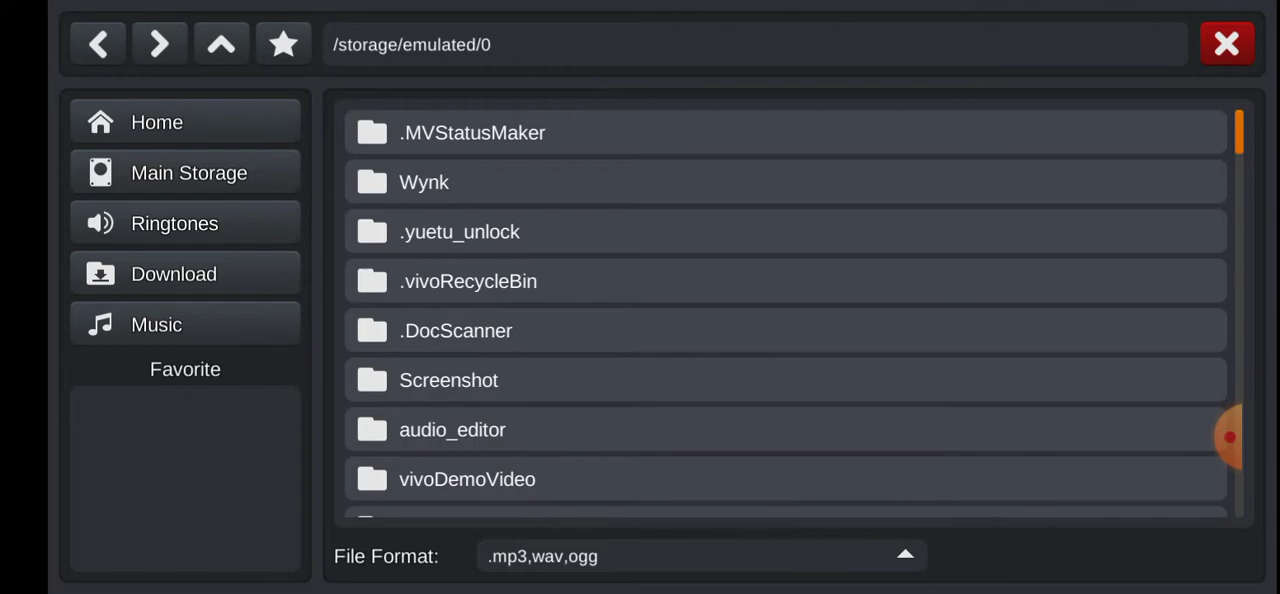 /storage/emulated/0
Home
Main Storage
Ringtones
Download
Music
Favorite
.MVStatusMaker
Wynk
.yuetu_unlock
.vivoRecycleBin
.DocScanner
Screenshot
audio_editor
vivoDemoVideo
File Format: .mp3,wav,ogg